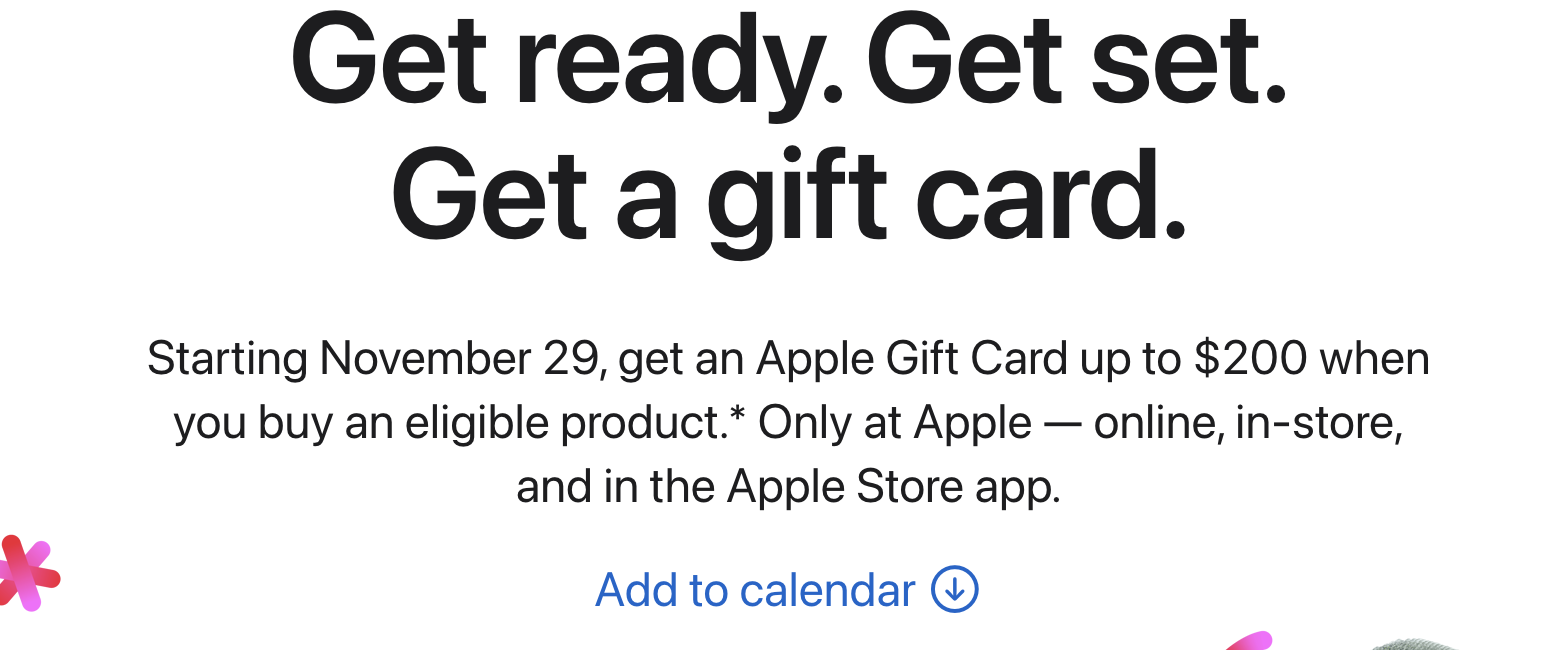 Get ready. Get set.
Get a gift card.
Starting November 29, get an Apple Gift Card up to $200 when
you buy an eligible product.* Only at Apple — online, in-store,
and in the Apple Store app.
Add to calendar